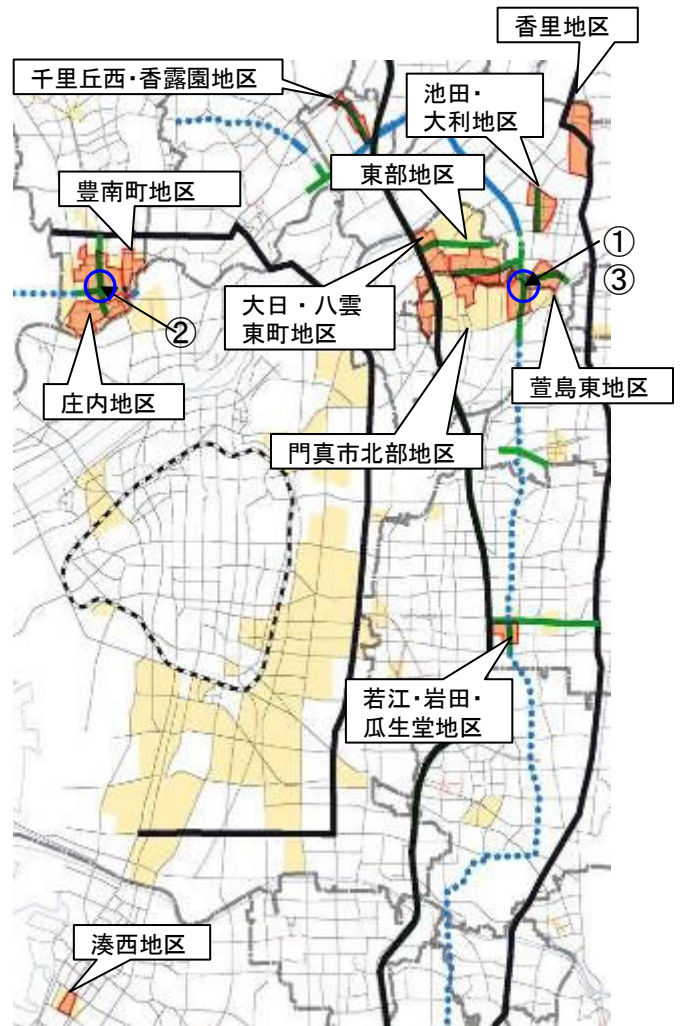 香里地区
千里丘西・香露園地区
池田・
大利地区
東部地区
豊南町地区
①
③
大日・八雲
東町地区
②
萱島東地区
庄内地区
門真市北部地区
若江・岩田・
瓜生堂地区
湊西地区